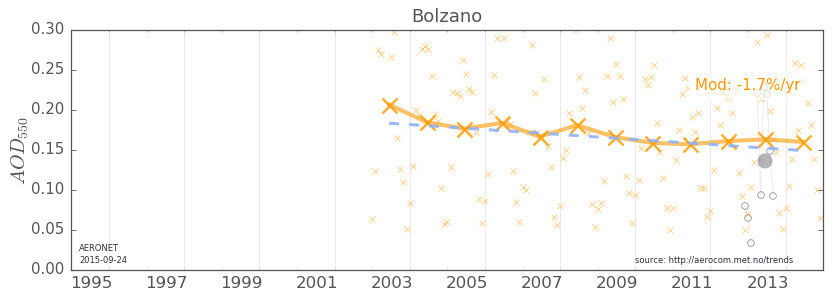 Bolzano
0.30
0.25
0.20
0.15
0.10
0.05
0.00
AOD550
Mod: -1.7%/yr
AERONET
2015-09-24
source: http://aerocom.met.no/trends
1995 1997 1999 2001 2003 2005 2007 2009 2011 2013